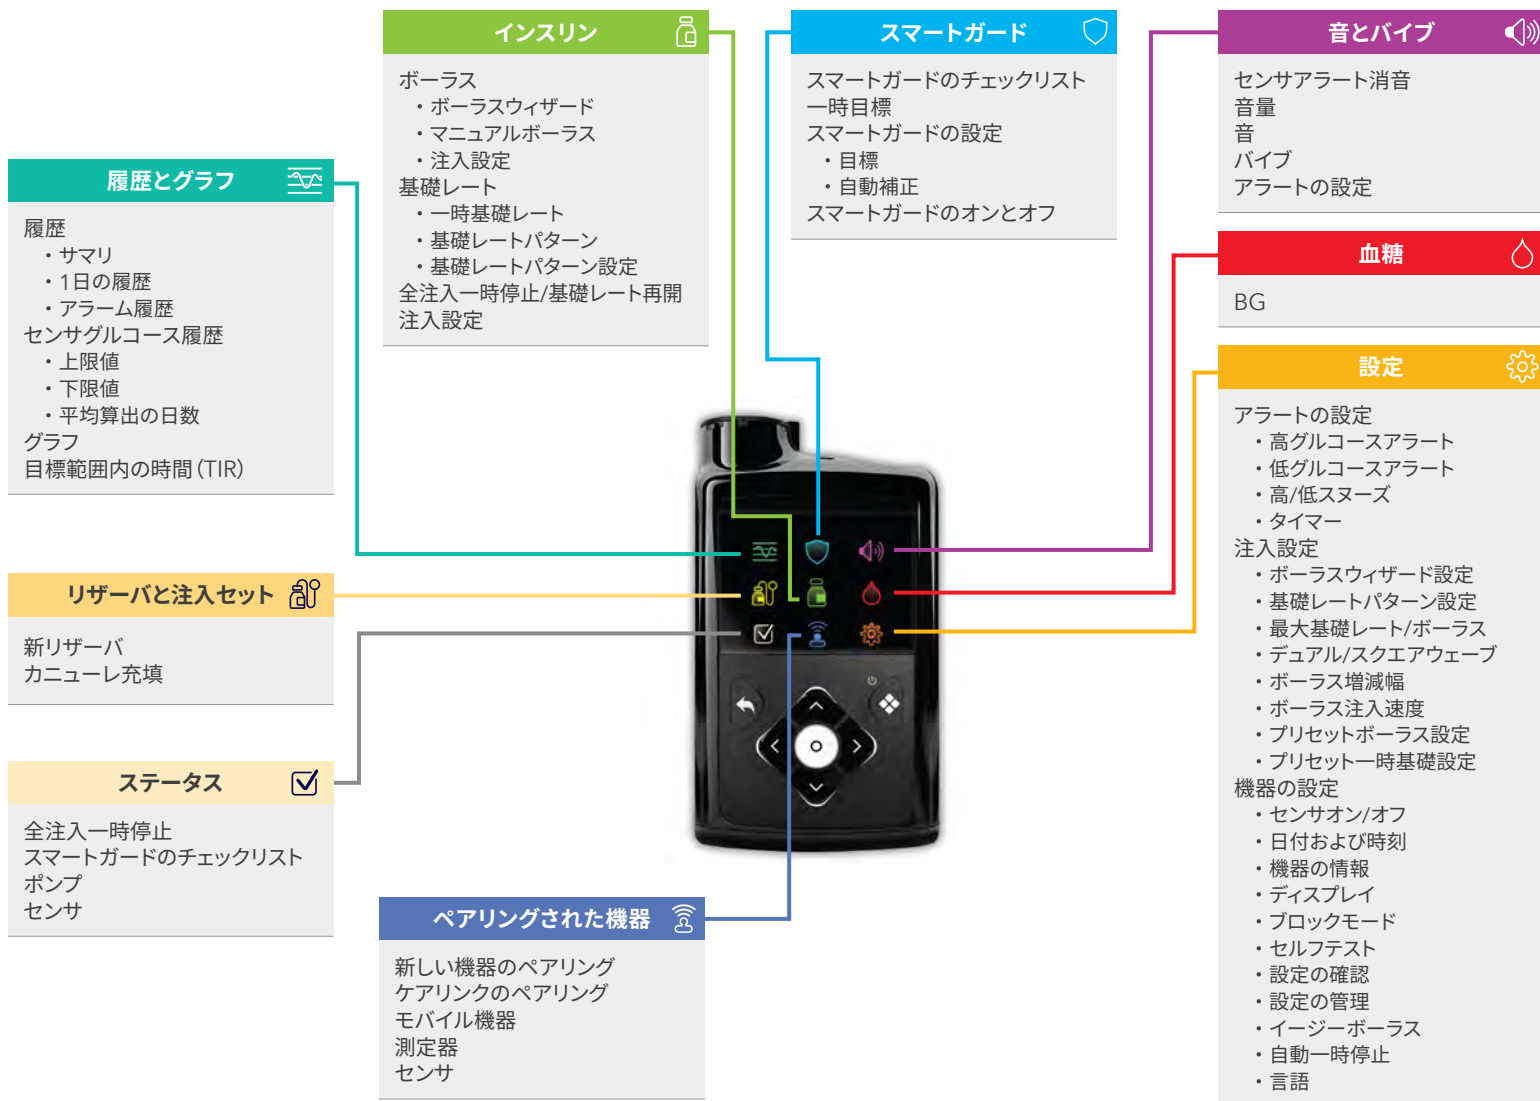 インスリン
ボーラス
・ボーラスウィザード
・マニュアルボーラス
・注入設定
基礎レート
・一時基礎レート
・基礎レートパターン
・基礎レートパターン設定
全注入一時停止/基礎レート再開
注入設定
スマートガード
スマートガードのチェックリスト
一時目標
スマートガードの設定
・目標
・自動補正
スマートガードのオンとオフ
音とバイブ
センサアラート消音
音量
音
バイブ
アラートの設定
履歴とグラフ
履歴
・サマリ
・1日の履歴
・アラーム履歴
センサグルコース履歴
・上限値
・下限値
・平均算出の日数
グラフ
目標範囲内の時間(TIR)
血糖
BG
設定
アラートの設定
・高グルコースアラート
・低グルコースアラート
・高/低スヌーズ
・タイマー
注入設定
・ボーラスウィザード設定
・基礎レートパターン設定
・最大基礎レート/ボーラス
・デュアル/スクエアウェーブ
・ボーラス増減幅
・ボーラス注入速度
・プリセットボーラス設定
・プリセット一時基礎設定
機器の設定
・センサオン/オフ
・日付および時刻
・機器の情報
・ディスプレイ
・ブロックモード
・セルフテスト
・設定の確認
・設定の管理
・イージーボーラス
・自動一時停止
・言語
リザーバと注入セット
新リザーバ
カニューレ充填
ステータス
全注入一時停止
スマートガードのチェックリスト
ポンプ
センサ
ペアリングされた機器
新しい機器のペアリング
ケアリンクのペアリング
モバイル機器
測定器
センサ